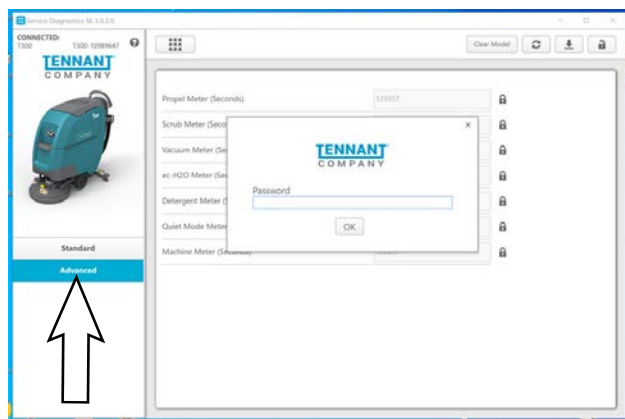 Service Diagnostics SE 3.6.2.0
CONNECTED:
T300 T300-10989647
TENNANT
COMPANY
Clear Model
Propel Meter (Seconds) 123557
Scrub Meter (Seco
Vacuum Meter (Se
ec-H2O Meter (Sec
Detergent Meter (S
Quiet Mode Meter
Machine Meter (Seconds)
TENNANT
COMPANY
Password
OK
Standard
Advanced